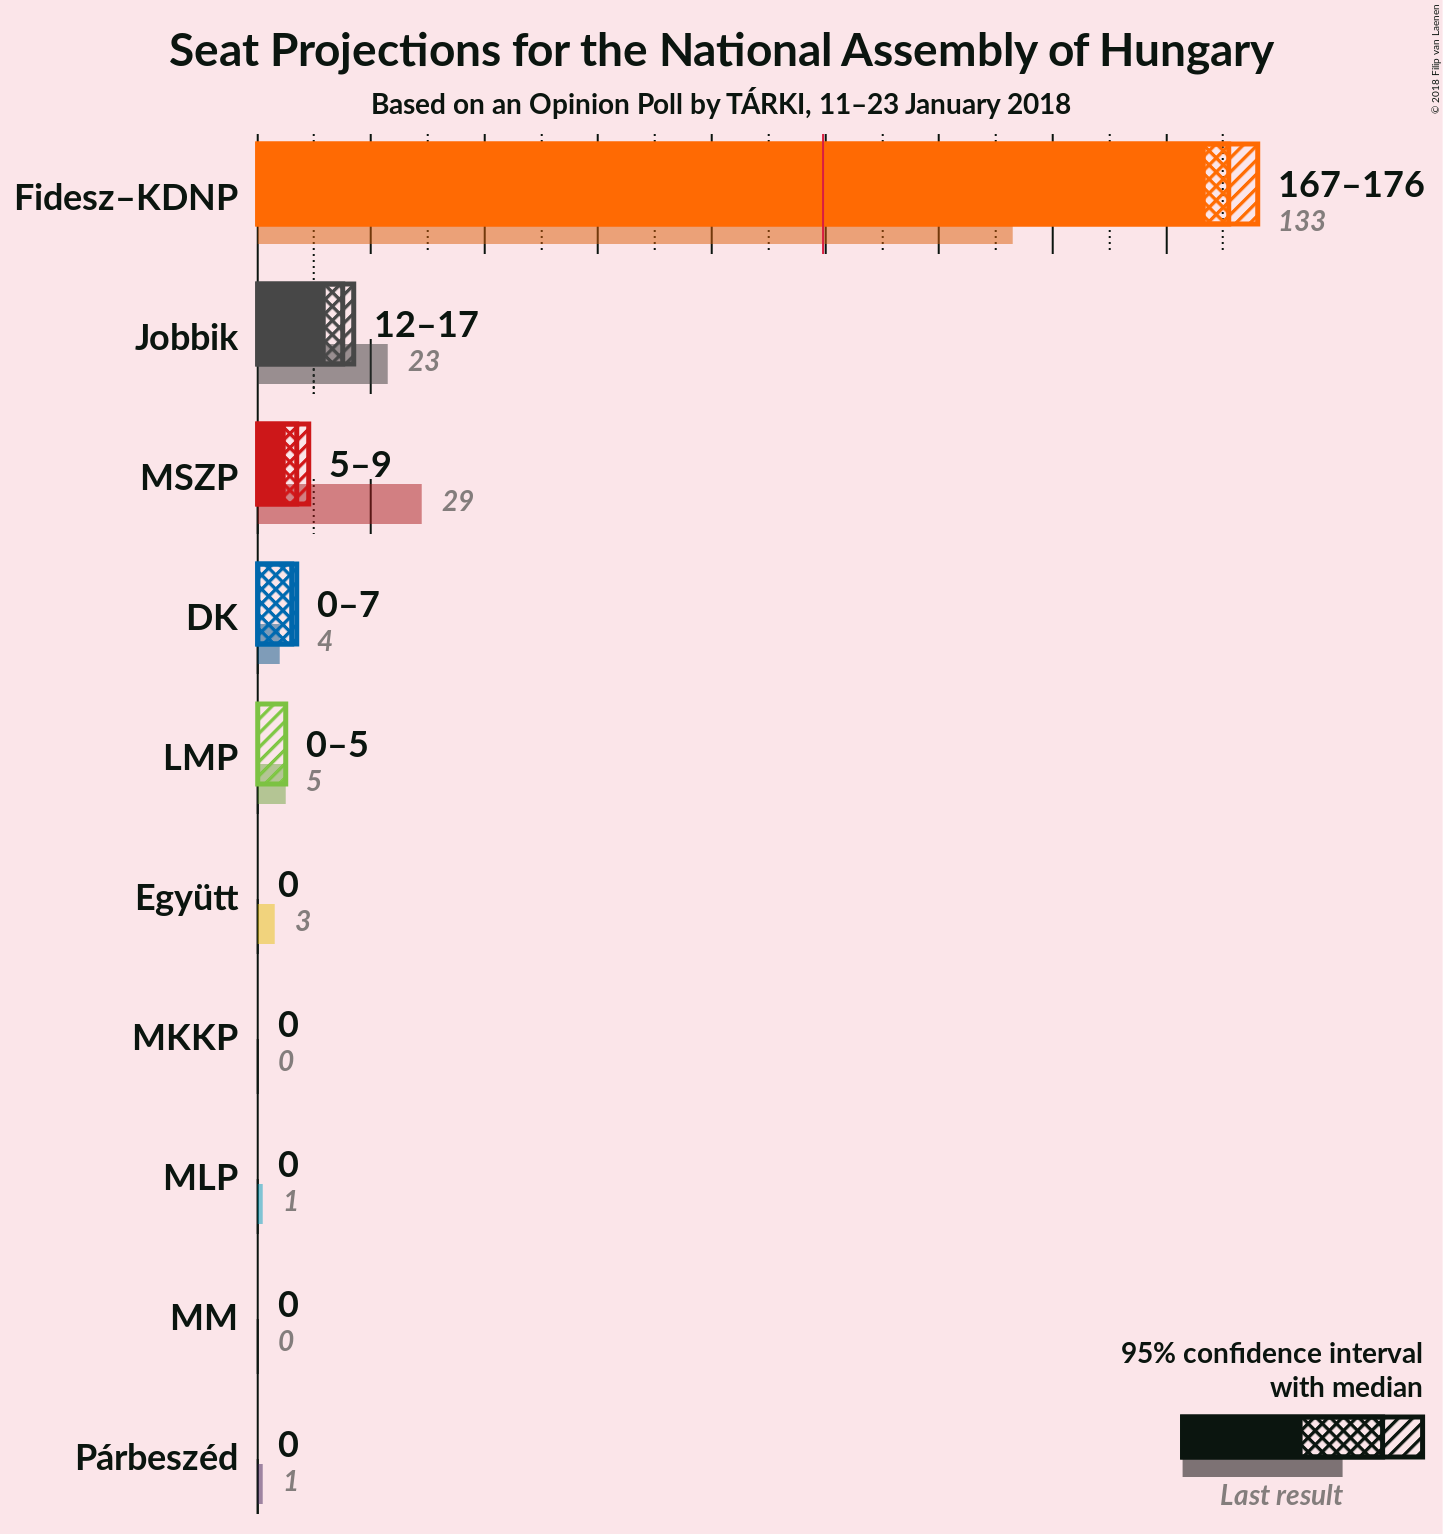 Seat Projections for the National Assembly of Hungary
Based on an Opinion Poll by TÁRKI, 11–23 January 2018
© 2018 Filip van Laenen
Fidesz–KDNP
167–176
133
Jobbik
12–17
23
MSZP
5–9
29
DK
0–7
4
LMP
0–5
5
Együtt
0
3
MKKP
0
0
MLP
0
1
MM
0
0
Párbeszéd
0
1
95% confidence interval
with median
Last result